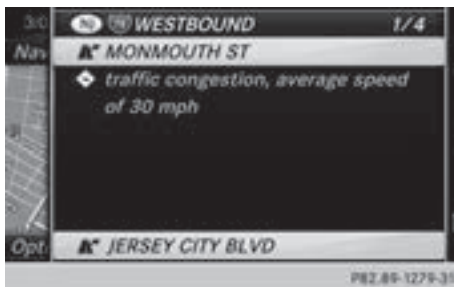 WESTBOUND 1/4
Nav
MONMOUTH ST
traffic congestion, average speed
of 30 mph
Opt
JERSEY CITY BLVD
P82.89-1279-31